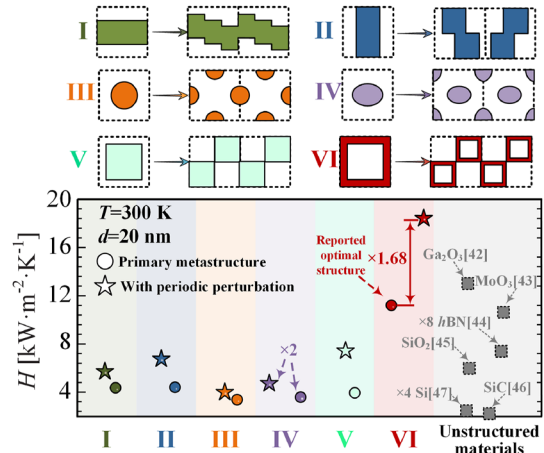 I
II
III
IV
V
VI
20
16
12
8
4
H [kW·m-2·K-1]
T=300 K
d=20 nm
Primary metastructure
With periodic perturbation
Reported
optimal
structure
×1.68
×2
Ga2O3[42]
MoO3[43]
×8 hBN[44]
SiO2[45]
SiC[46]
×4 Si[47]
I
II
III
IV
V
VI
Unstructured
materials